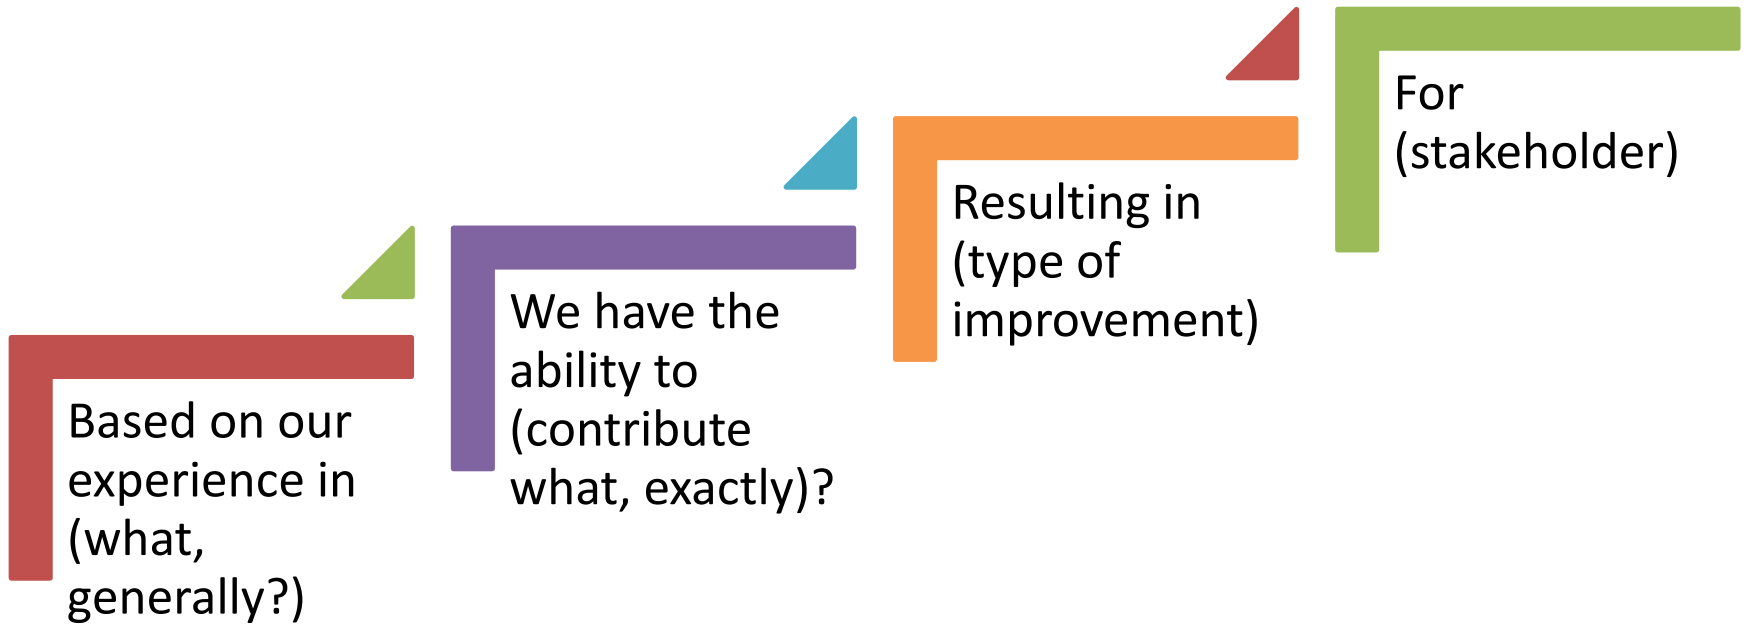 Based on our
experience in
(what,
generally?)
We have the
ability to
(contribute
what, exactly)?
Resulting in
(type of
improvement)
For
(stakeholder)